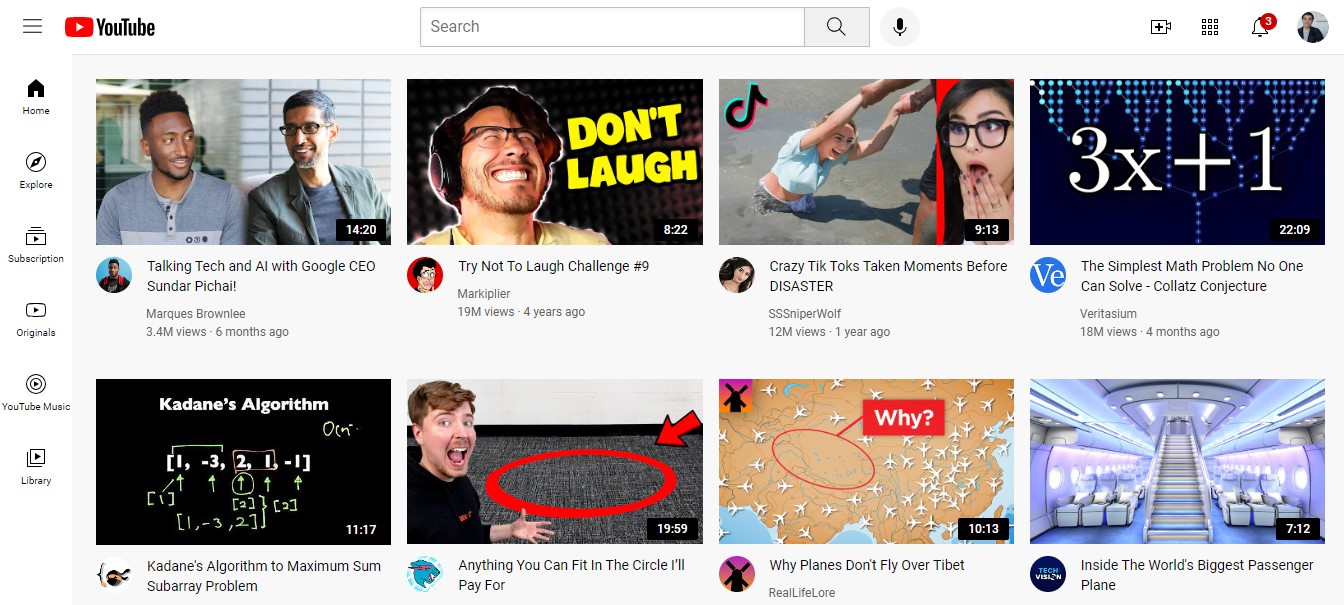 YouTube
Search
3
Home
Explore
Subscription
Originals
YouTube Music
Library
14:20
Talking Tech and AI with Google CEO
Sundar Pichai!
Marques Brownlee
3.4M views · 6 months ago
DON'T
LAUGH
8:22
Try Not To Laugh Challenge #9
Markiplier
19M views · 4 years ago
9:13
Crazy Tik Toks Taken Moments Before
DISASTER
SSSniperWolf
12M views · 1 year ago
3x+1
22:09
Ve
The Simplest Math Problem No One
Can Solve - Collatz Conjecture
Veritasium
18M views · 4 months ago
Kadane's Algorithm
[1, -3, 2, 1, -1]
[1]
[2]
[2]
[1, -3, 2]
11:17
Kadane's Algorithm to Maximum Sum
Subarray Problem
19:59
Anything You Can Fit In The Circle I'll
Pay For
Why?
10:13
Why Planes Don't Fly Over Tibet
RealLifeLore
7:12
TECH
VISION
Inside The World's Biggest Passenger
Plane